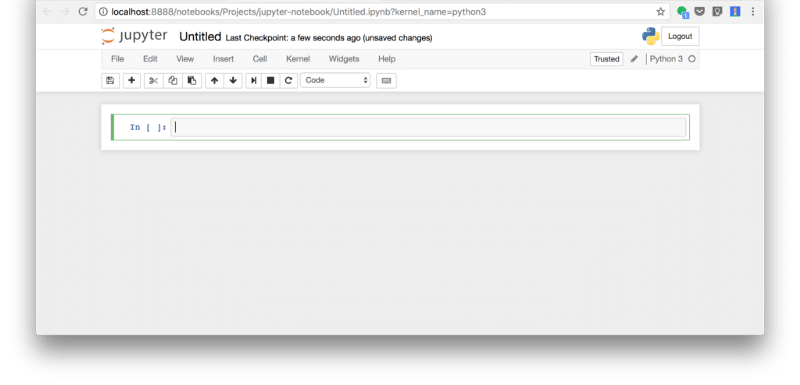 localhost:8888/notebooks/Projects/jupyter-notebook/Untitled.ipynb?kernel_name=python3
jupyter Untitled Last Checkpoint: a few seconds ago (unsaved changes) Logout
File Edit View Insert Cell Kernel Widgets Help Trusted Python 3
Code
In [ ]: